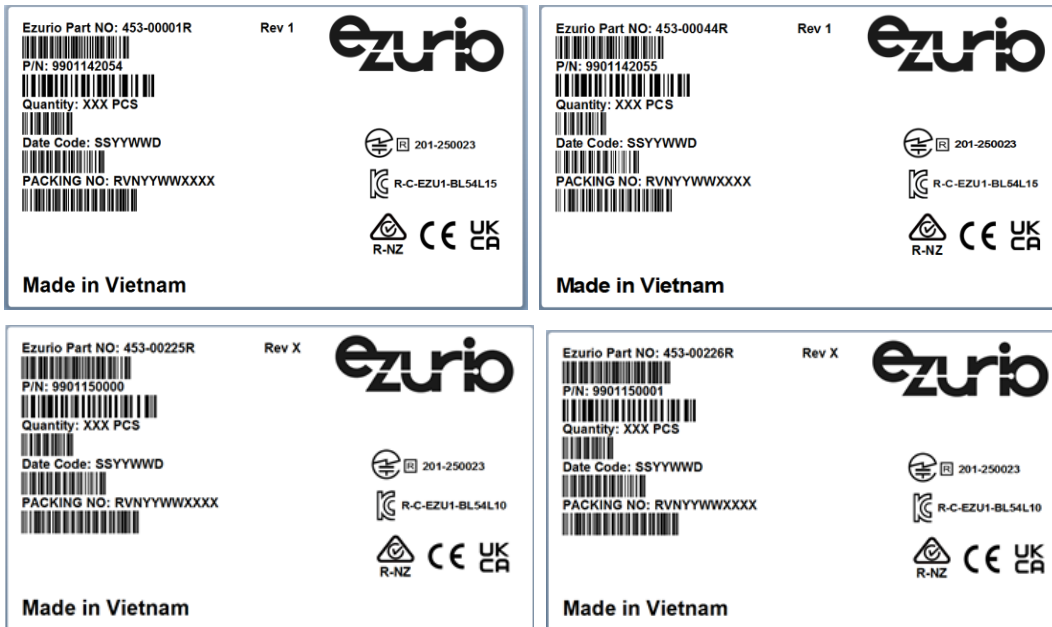 Ezurio Part NO: 453-00001R Rev 1
ezurio
P/N: 9901142054
Quantity: XXX PCS
Date Code: SSYYWWD
R 201-250023
PACKING NO: RVNYYWWXXXX
R-C-EZU1-BL54L15
R-NZ CE UK CA
Made in Vietnam
Ezurio Part NO: 453-00044R Rev 1
ezurio
P/N: 9901142055
Quantity: XXX PCS
Date Code: SSYYWWD
R 201-250023
PACKING NO: RVNYYWWXXXX
R-C-EZU1-BL54L15
R-NZ CE UK CA
Made in Vietnam
Ezurio Part NO: 453-00225R Rev X
ezurio
P/N: 9901150000
Quantity: XXX PCS
Date Code: SSYYWWD
R 201-250023
PACKING NO: RVNYYWWXXXX
R-C-EZU1-BL54L10
R-NZ CE UK CA
Made in Vietnam
Ezurio Part NO: 453-00226R Rev X
ezurio
P/N: 9901150001
Quantity: XXX PCS
Date Code: SSYYWWD
R 201-250023
PACKING NO: RVNYYWWXXXX
R-C-EZU1-BL54L10
R-NZ CE UK CA
Made in Vietnam